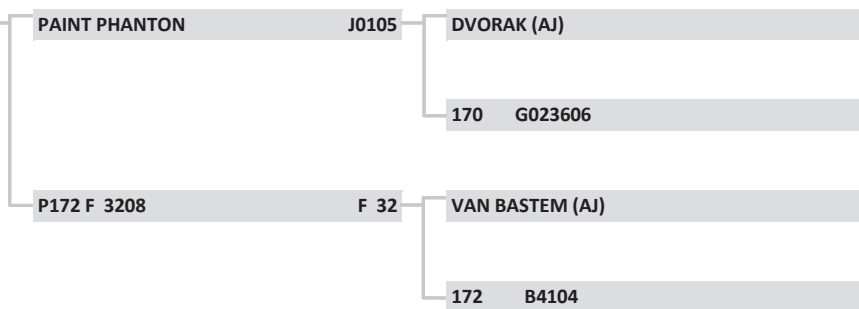 PAINT PHANTON J0105 DVORAK (AJ)
170 G023606
P172 F 3208 F 32 VAN BASTEM (AJ)
172 B4104